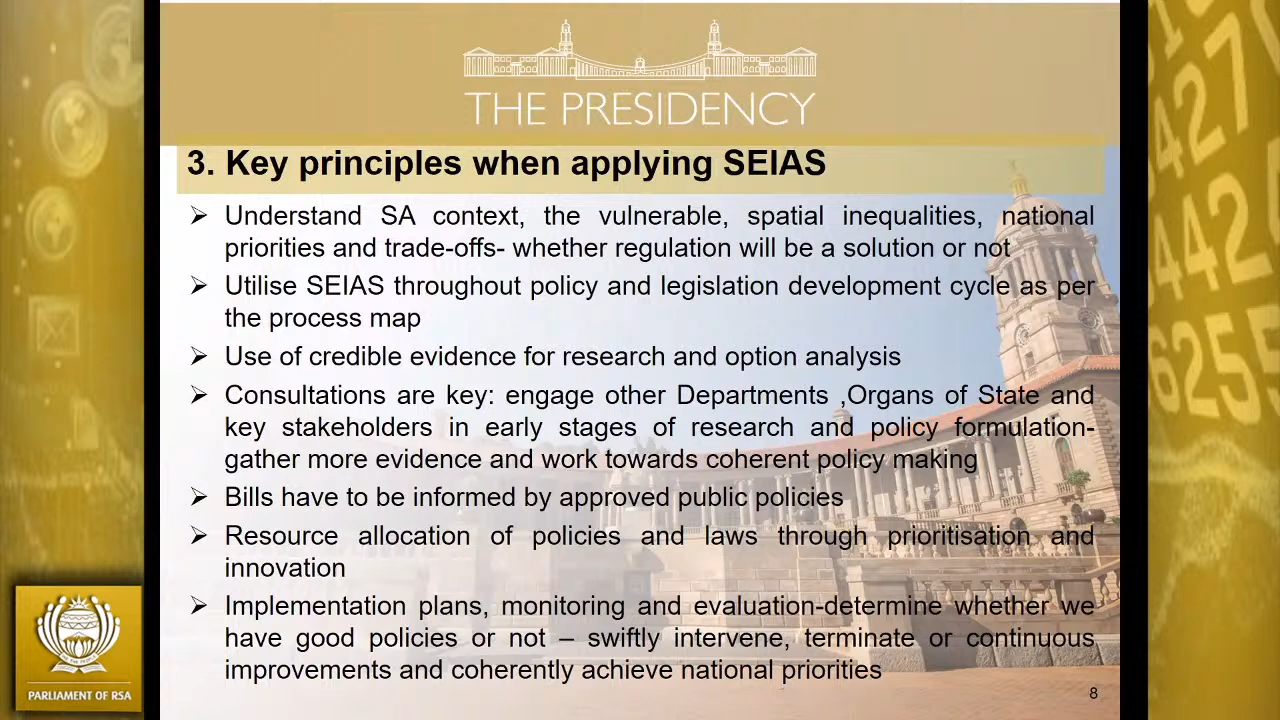 THE PRESIDENCY
3. Key principles when applying SEIAS
➢ Understand SA context, the vulnerable, spatial inequalities, national
priorities and trade-offs- whether regulation will be a solution or not
➢ Utilise SEIAS throughout policy and legislation development cycle as per
the process map
➢ Use of credible evidence for research and option analysis
➢ Consultations are key: engage other Departments ,Organs of State and
key stakeholders in early stages of research and policy formulation-
gather more evidence and work towards coherent policy making
➢ Bills have to be informed by approved public policies
➢ Resource allocation of policies and laws through prioritisation and
innovation
➢ Implementation plans, monitoring and evaluation-determine whether we
have good policies or not – swiftly intervene, terminate or continuous
improvements and coherently achieve national priorities
8
PARLIAMENT OF RSA